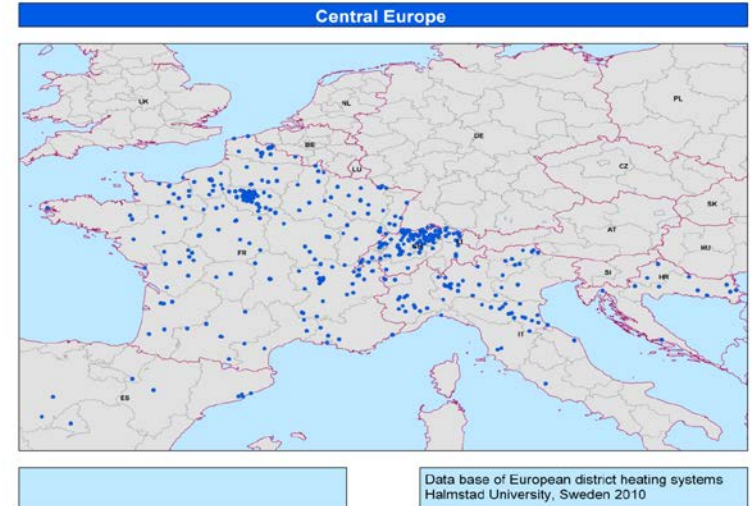 Central Europe
UK
NL
PL
DE
BE
LU
CZ
SK
AT
HU
FR
SI
HR
IT
ES
Data base of European district heating systems
Halmstad University, Sweden 2010